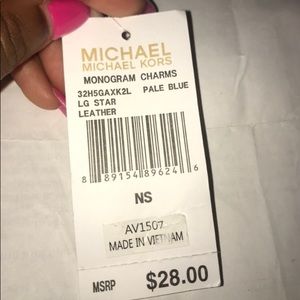 MICHAEL
MICHAEL KORS
MONOGRAM CHARMS
32H5GAXK2L PALE BLUE
LG STAR
LEATHER
8 89154 89624 6
NS
AV1507
MADE IN VIETNAM
MSRP $28.00